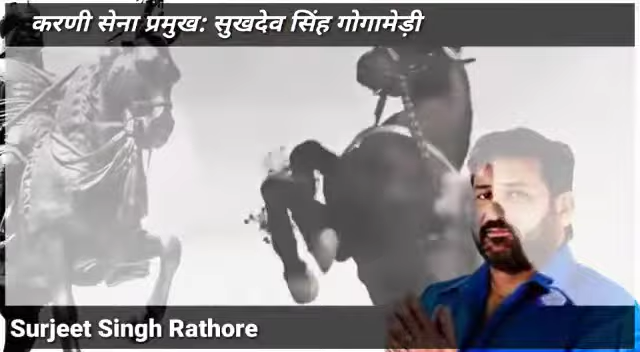 करणी सेना प्रमुख: सुखदेव सिंह गोगामेड़ी
Surjeet Singh Rathore